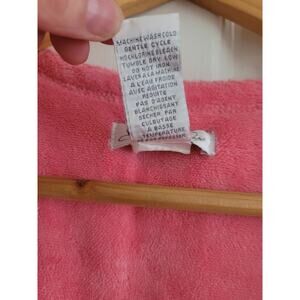 MACHINE WASH COLD
GENTLE CYCLE
NO CHLORINE BLEACH
TUMBLE DRY LOW
DO NOT IRON
LAVER A LA MACHINE
A L'EAU FROIDE
AVEC AGITATION
REDUITE
PAS D'AGENT
BLANCHISSANT
SECHER PAR
CULBUTAGE
A BASSE
TEMPERATURE